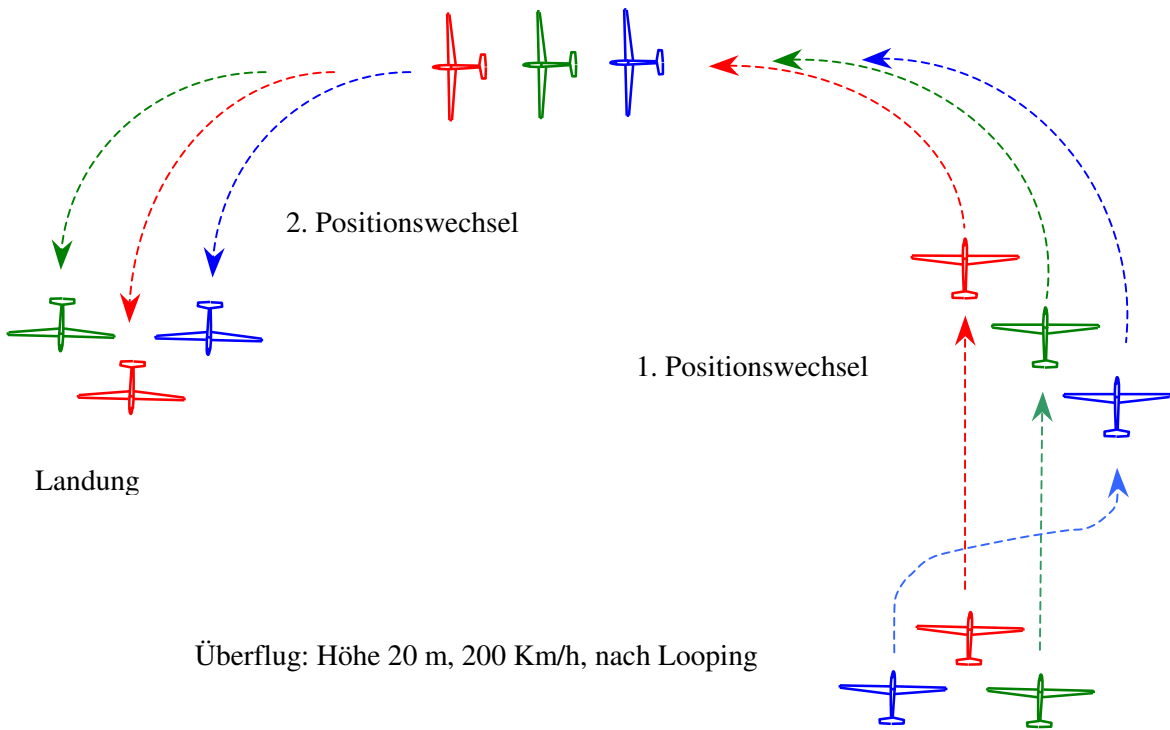 2. Positionswechsel
1. Positionswechsel
Landung
Überflug: Höhe 20 m, 200 Km/h, nach Looping